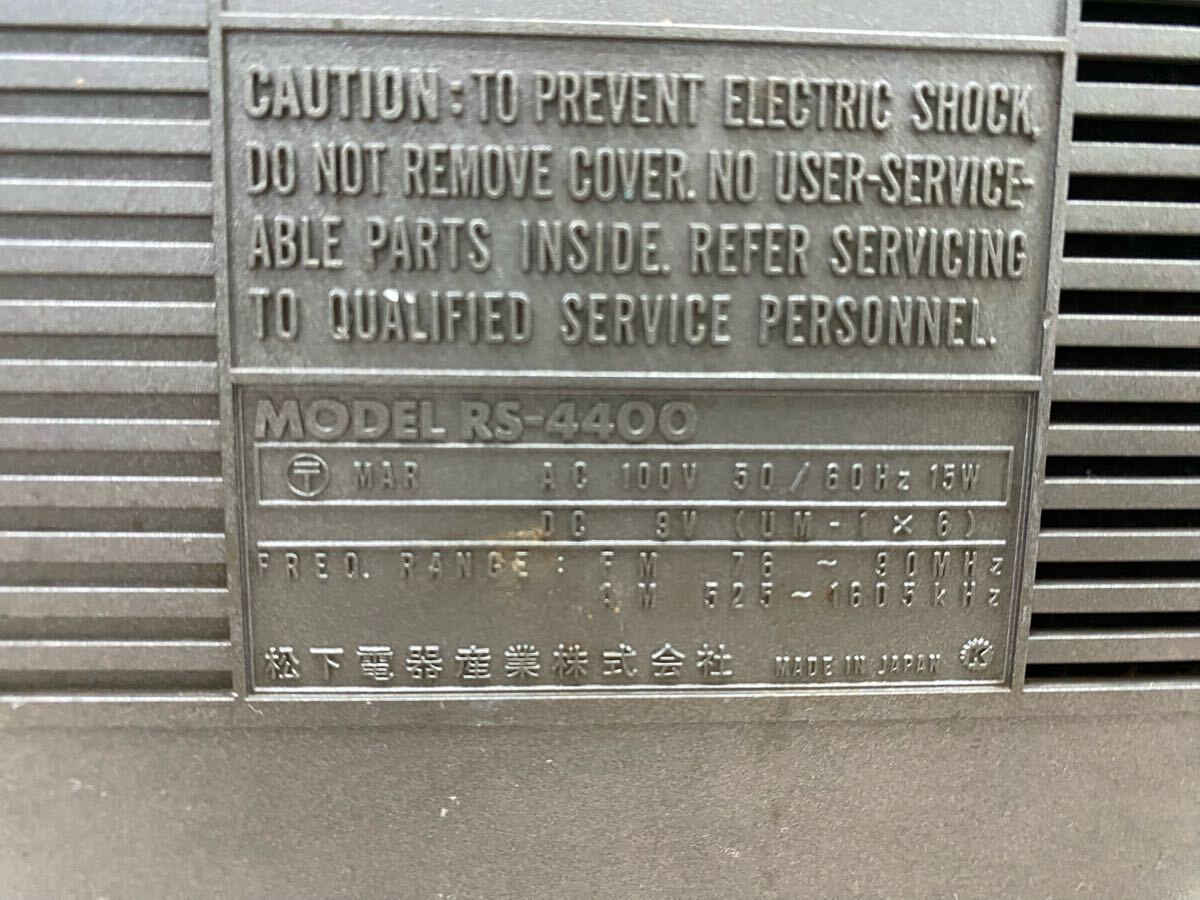 CAUTION: TO PREVENT ELECTRIC SHOCK,
DO NOT REMOVE COVER. NO USER-SERVICE-
ABLE PARTS INSIDE. REFER SERVICING
TO QUALIFIED SERVICE PERSONNEL.
MODEL RS-4400
〒 MAR AC 100V 50/60Hz 15W
DC 9V (UM-1×6)
FREQ. RANGE: FM 76~90MHz
AM 525~1605kHz
松下電器産業株式会社 MADE IN JAPAN K